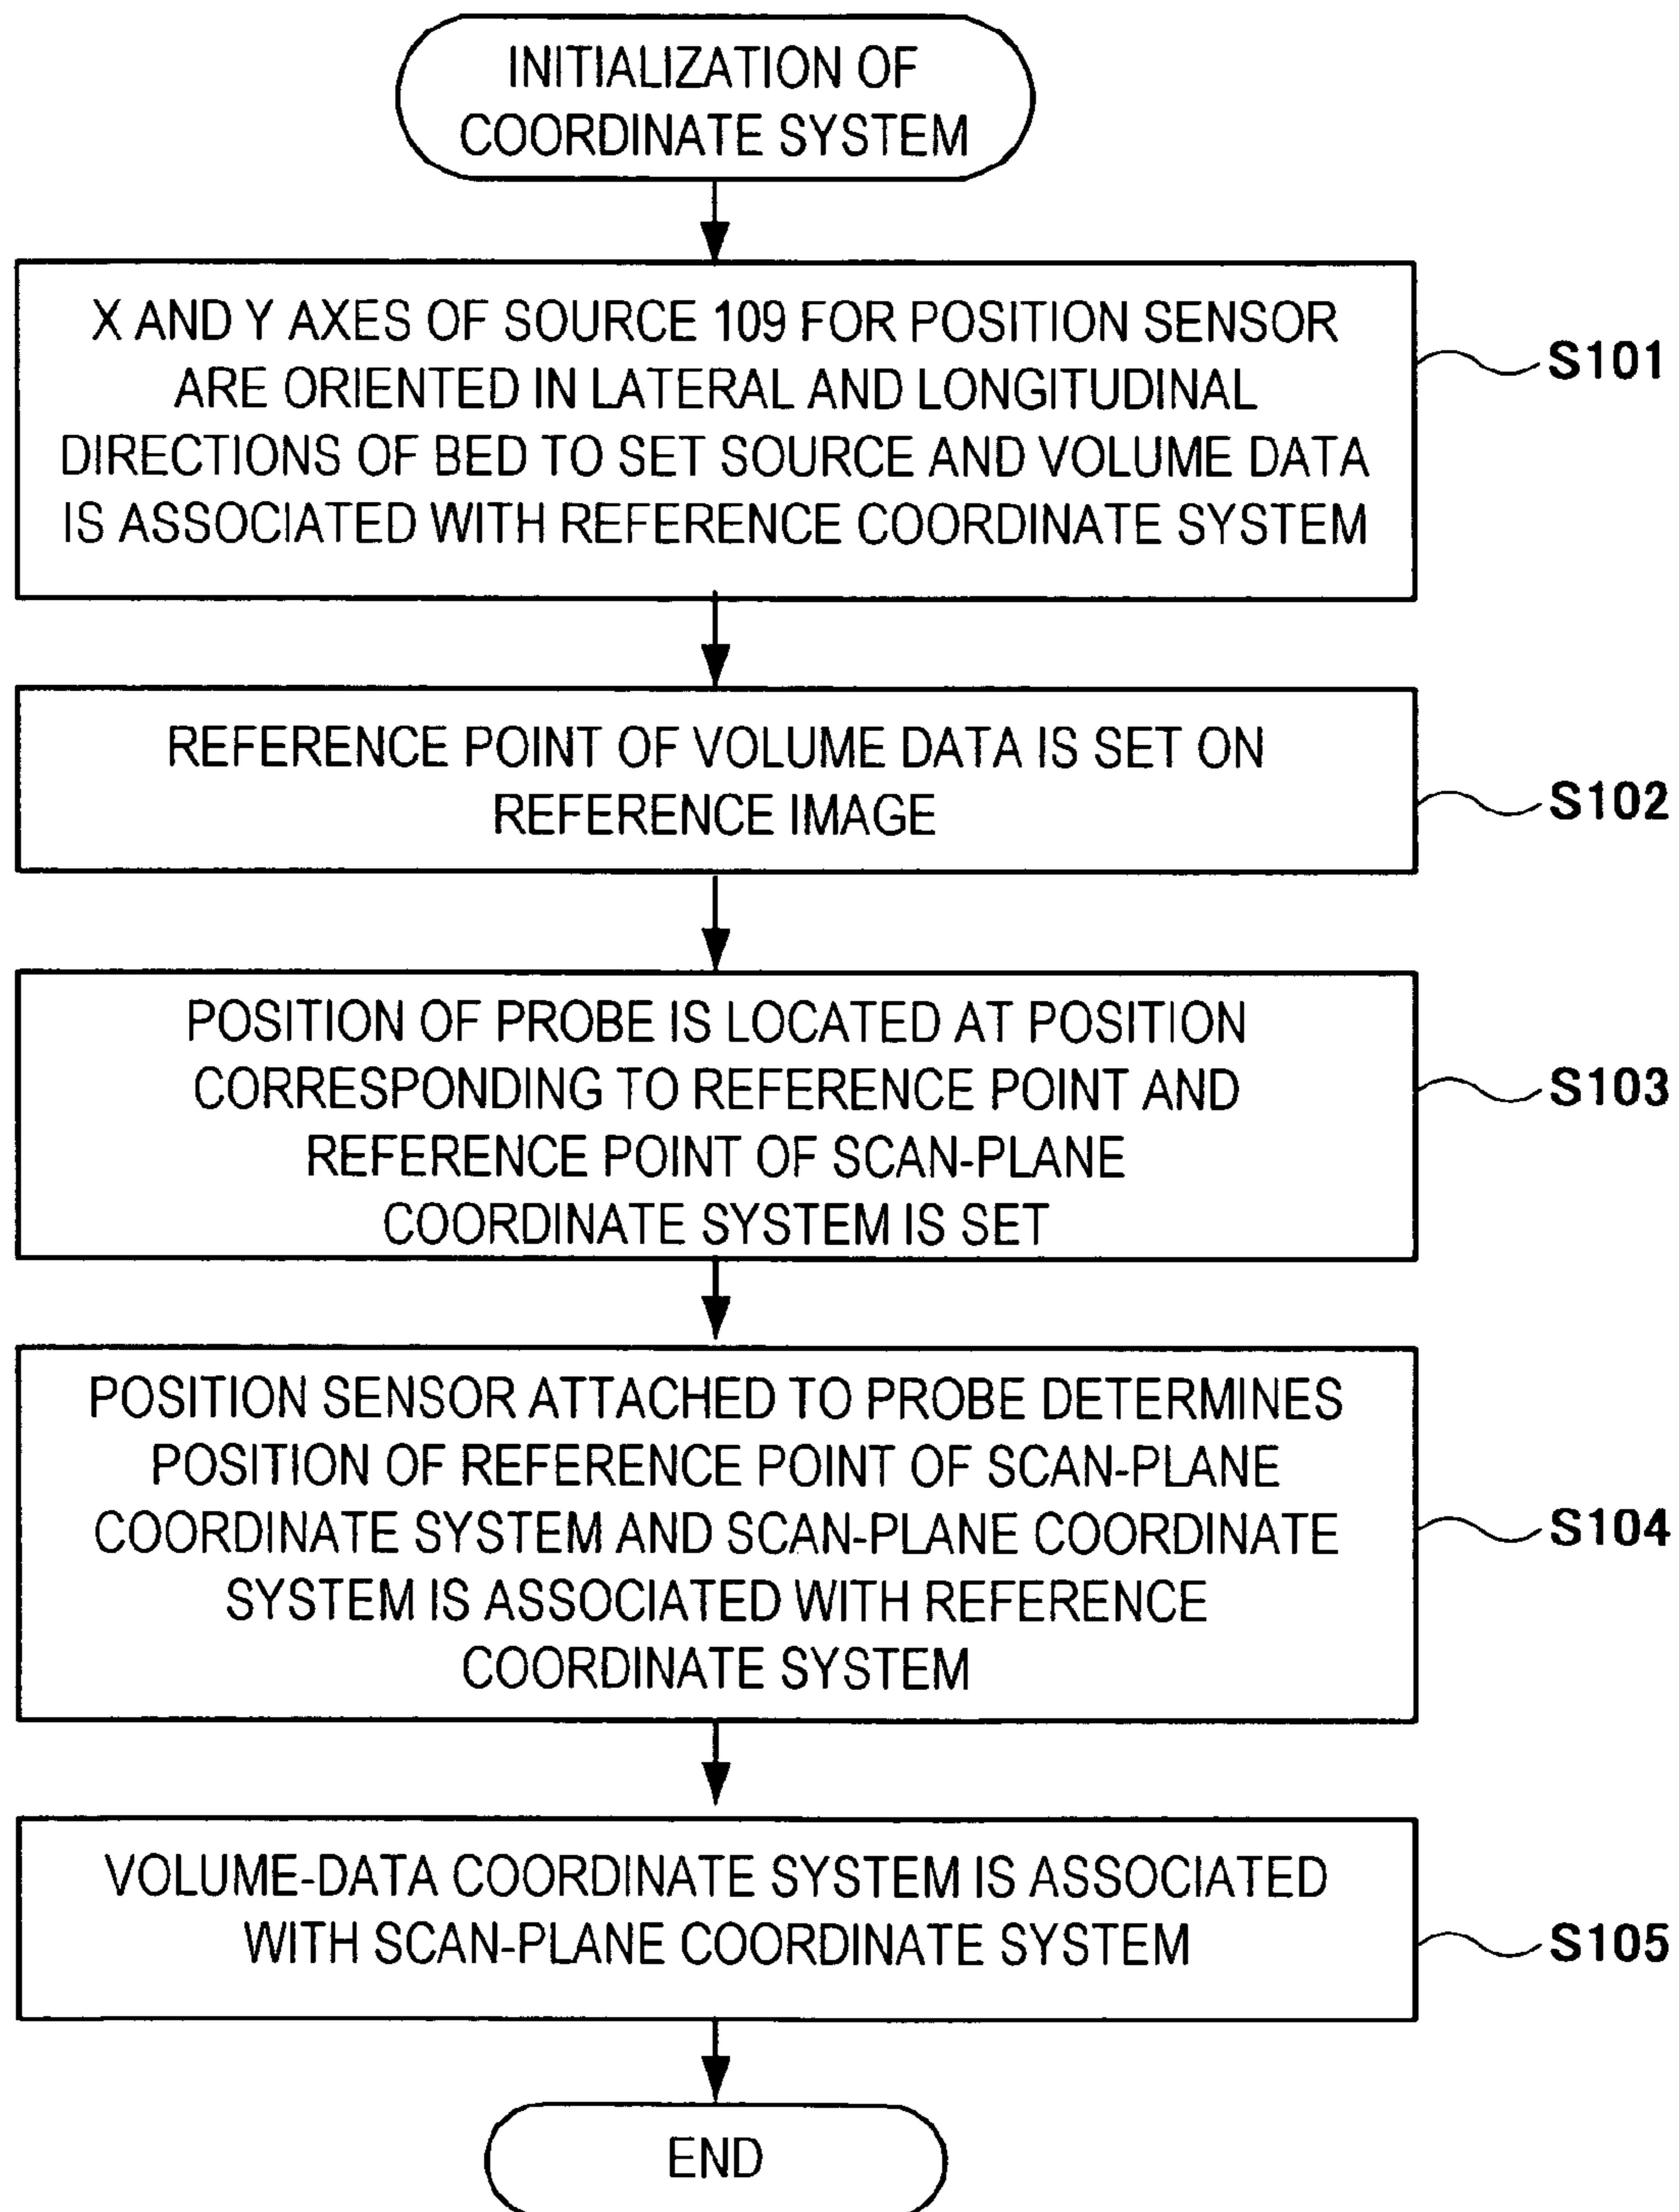 INITIALIZATION OF
COORDINATE SYSTEM
X AND Y AXES OF SOURCE 109 FOR POSITION SENSOR
ARE ORIENTED IN LATERAL AND LONGITUDINAL
DIRECTIONS OF BED TO SET SOURCE AND VOLUME DATA
IS ASSOCIATED WITH REFERENCE COORDINATE SYSTEM
S101
REFERENCE POINT OF VOLUME DATA IS SET ON
REFERENCE IMAGE
S102
POSITION OF PROBE IS LOCATED AT POSITION
CORRESPONDING TO REFERENCE POINT AND
REFERENCE POINT OF SCAN-PLANE
COORDINATE SYSTEM IS SET
S103
POSITION SENSOR ATTACHED TO PROBE DETERMINES
POSITION OF REFERENCE POINT OF SCAN-PLANE
COORDINATE SYSTEM AND SCAN-PLANE COORDINATE
SYSTEM IS ASSOCIATED WITH REFERENCE
COORDINATE SYSTEM
S104
VOLUME-DATA COORDINATE SYSTEM IS ASSOCIATED
WITH SCAN-PLANE COORDINATE SYSTEM
S105
END